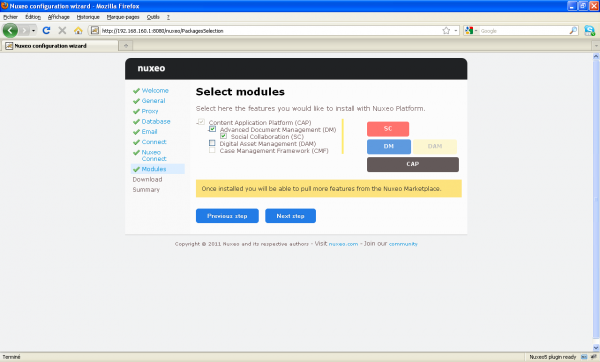 Nuxeo configuration wizard - Mozilla Firefox
Fichier Édition Affichage Historique Marque-pages Outils ?
http://192.168.160.1:8080/nuxeo/PackagesSelection
Google
Nuxeo configuration wizard
nuxeo
Welcome
General
Proxy
Database
Email
Connect
Nuxeo
Connect
Modules
Download
Summary
Select modules
Select here the features you would like to install with Nuxeo Platform.
Content Application Platform (CAP)
Advanced Document Management (DM)
Social Collaboration (SC)
Digital Asset Management (DAM)
Case Management Framework (CMF)
SC
DM DAM
CAP
Once installed you will be able to pull more features from the Nuxeo Marketplace.
Previous step Next step
Copyright © 2011 Nuxeo and its respective authors - Visit nuxeo.com - Join our community
Terminé
Nuxeo5 plugin ready